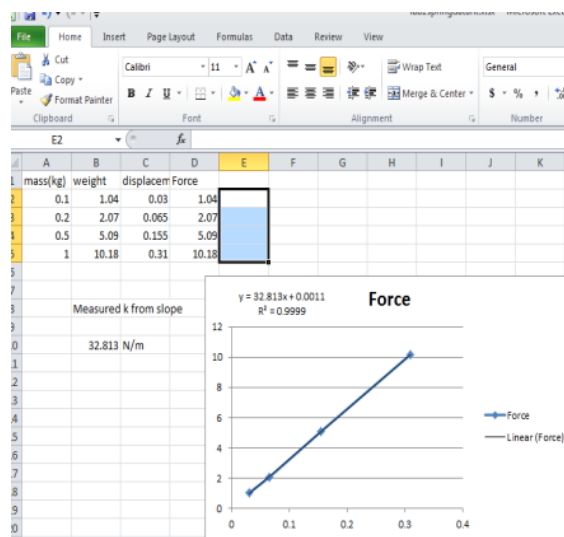 File Home Insert Page Layout Formulas Data Review View
Cut
Copy
Format Painter
Paste
Calibri 11 A A
Wrap Text
General
B I U A
Merge & Center
$ % ,
Clipboard Font Alignment Number
E2 fx
A B C D E F G H I J K
mass(kg) weight displacem Force
0.1 1.04 0.03 1.04
0.2 2.07 0.065 2.07
0.5 5.09 0.155 5.09
1 10.18 0.31 10.18
Measured k from slope
32.813 N/m
y = 32.813x + 0.0011
R² = 0.9999
Force
12
10
8
6
4
2
0
0 0.1 0.2 0.3 0.4
Force
Linear (Force)